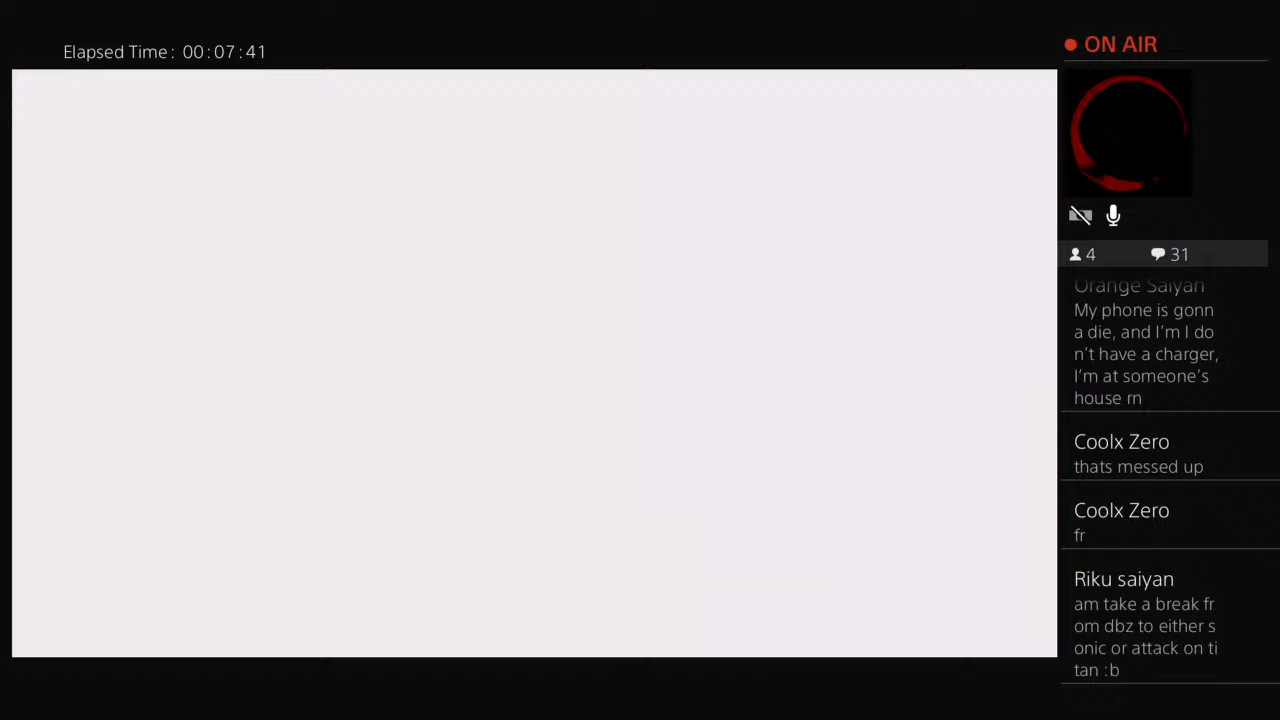 Elapsed Time: 00:07:41
ON AIR
4
31
Orange Saiyan
My phone is gonn
a die, and I'm I do
n't have a charger,
I'm at someone's
house rn
Coolx Zero
thats messed up
Coolx Zero
fr
Riku saiyan
am take a break fr
om dbz to either s
onic or attack on ti
tan :b